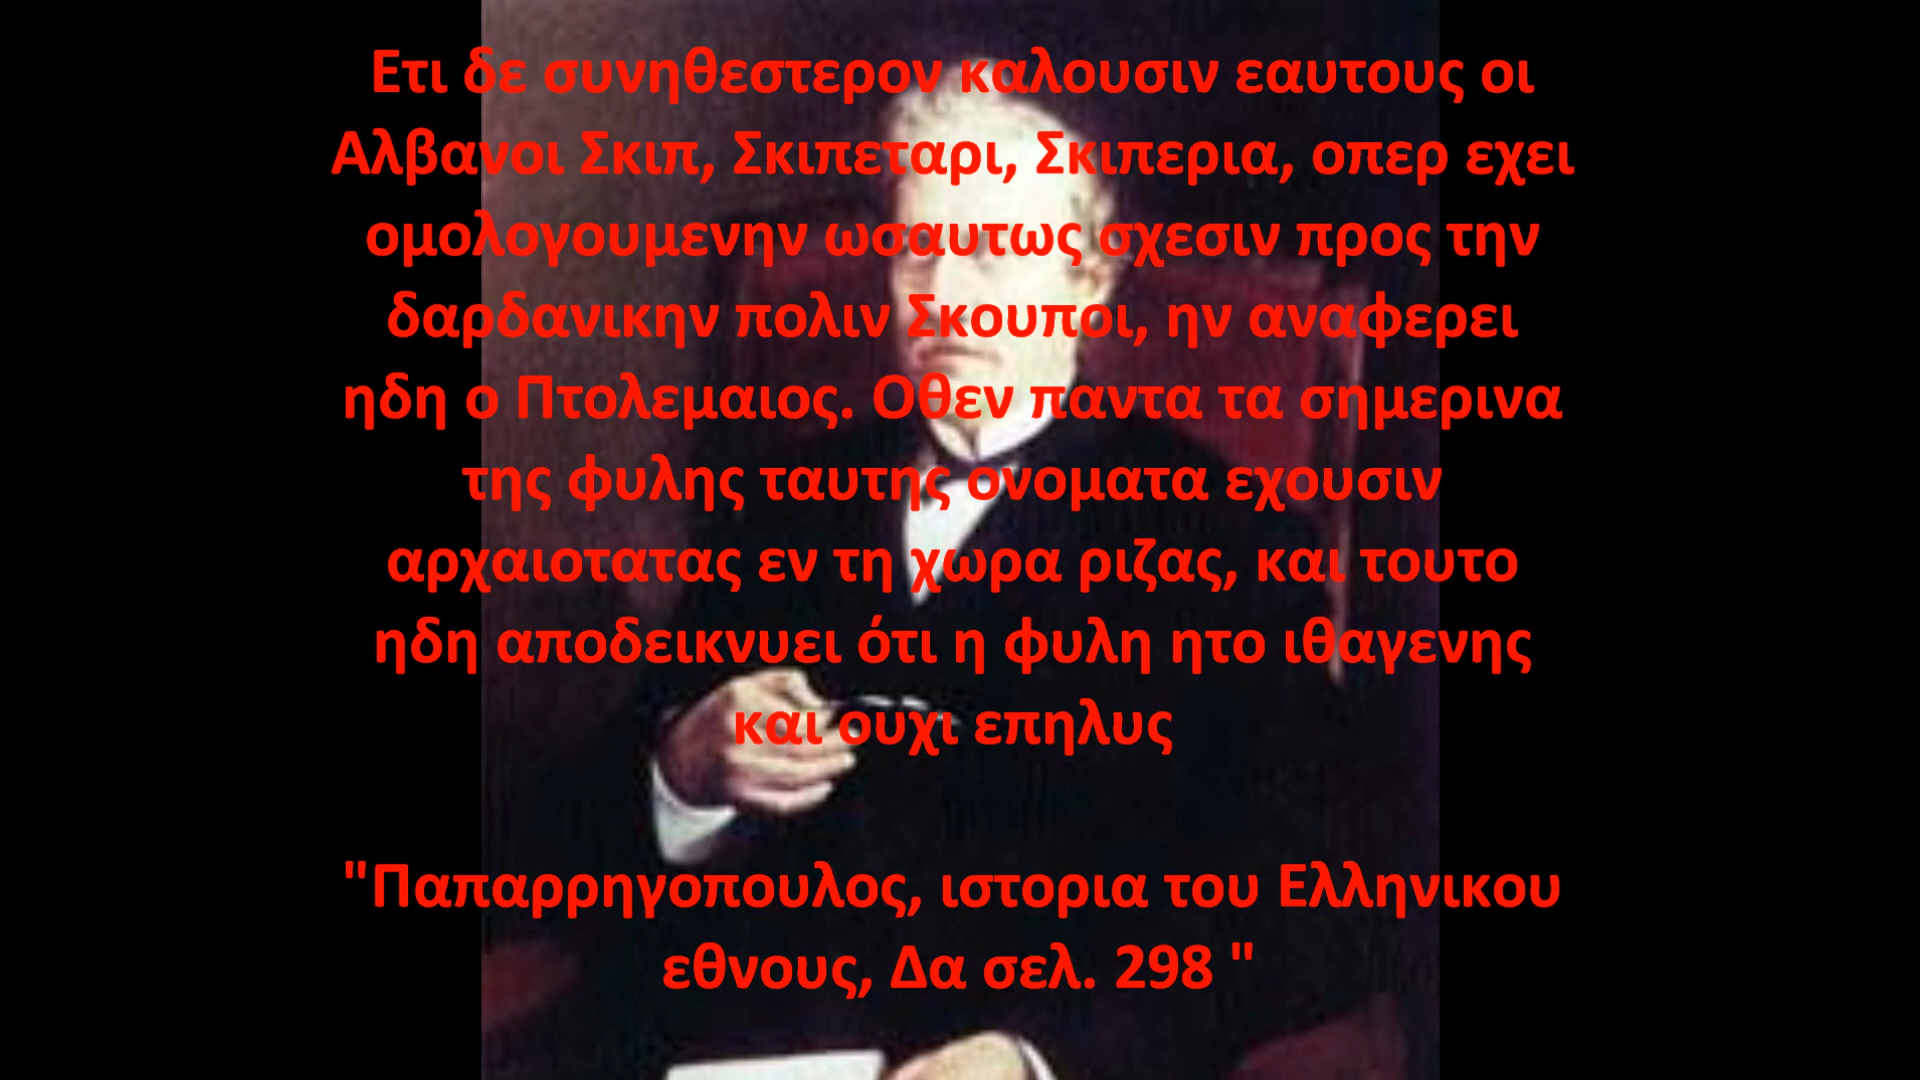 Ετι δε συνηθεστερον καλουσιν εαυτους οι
Αλβανοι Σκιπ, Σκιπεταρι, Σκιπερια, οπερ εχει
ομολογουμενην ωσαυτως σχεσιν προς την
δαρδανικην πολιν Σκουποι, ην αναφερει
ηδη ο Πτολεμαιος. Οθεν παντα τα σημερινα
της φυλης ταυτης ονοματα εχουσιν
αρχαιοτατας εν τη χωρα ριζας, και τουτο
ηδη αποδεικνυει ότι η φυλη ητο ιθαγενης
και ουχι επηλυς
"Παπαρρηγοπουλος, ιστορια του Ελληνικου
εθνους, Δα σελ. 298 "